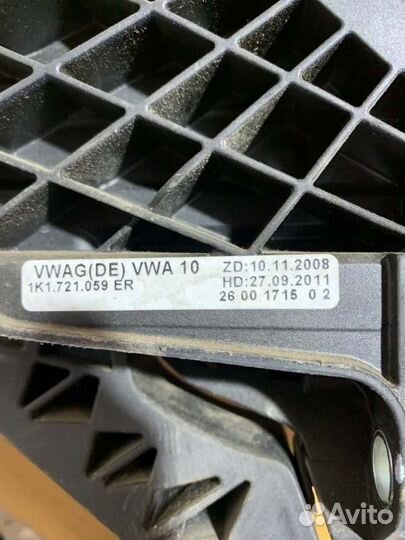 VWAG(DE) VWA 10 ZD:10.11.2008
1K1.721.059 ER HD:27.09.2011
26 00 1715 0 2
Avito